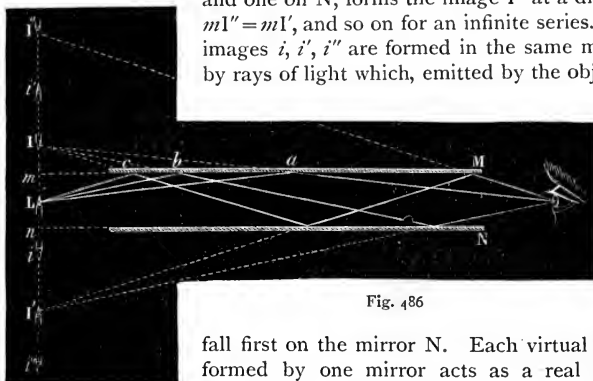 and one on N, forms the image I″ at a di
mI″ = mI′, and so on for an infinite series.
images i, i′, i″ are formed in the same m
by rays of light which, emitted by the obj
I″
i′
I
c b a M
m
L
n
N
i
I′
i″
Fig. 486
fall first on the mirror N. Each virtual
formed by one mirror acts as a real